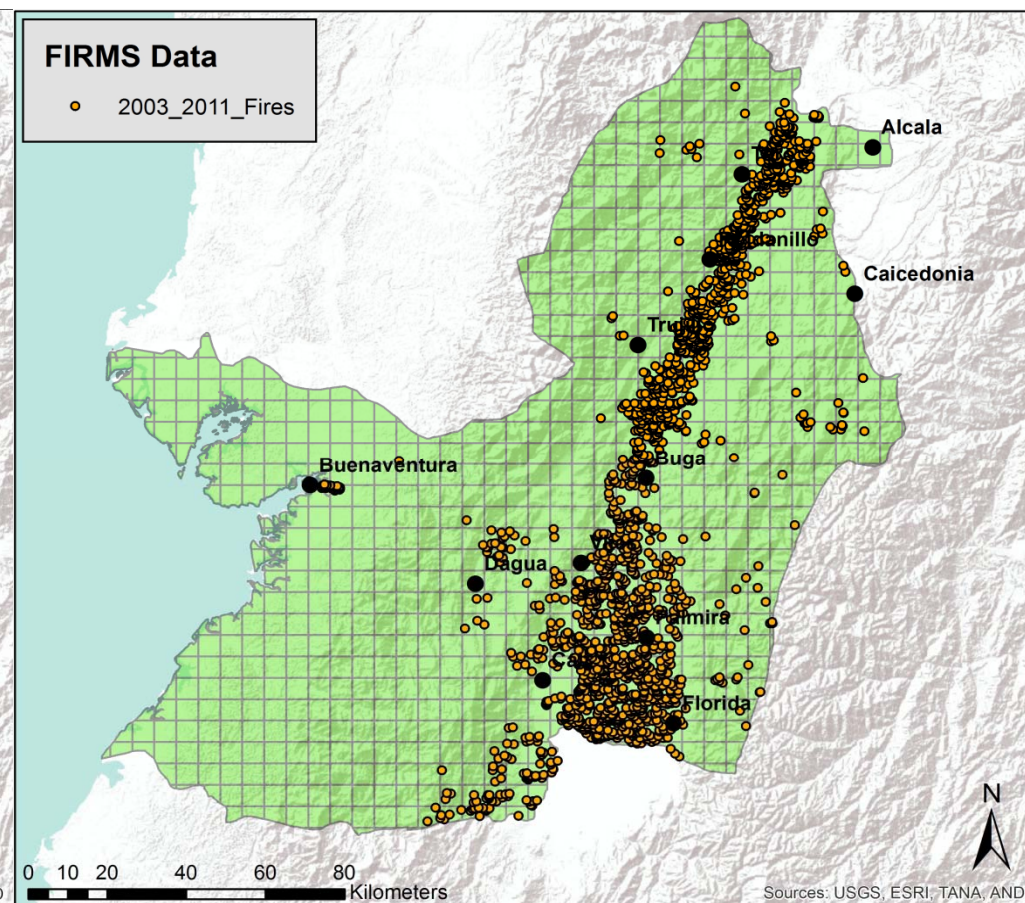 FIRMS Data
2003_2011_Fires
Alcala
Caicedonia
Buenaventura
Buga
Dagua
Palmira
Florida
N
0 10 20 40 60 80
Kilometers
Sources: USGS, ESRI, TANA, AND